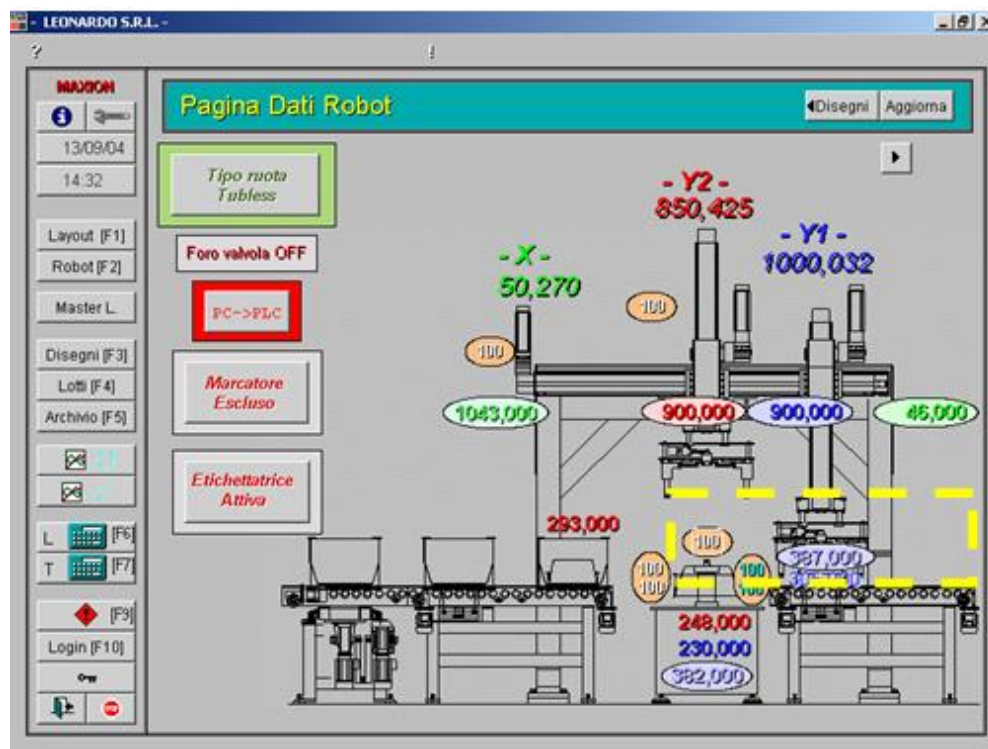 - LEONARDO S.R.L. -
?
!
MAXION
13/09/04
14:32
Layout [F1]
Robot [F2]
Master L.
Disegni [F3]
Lotti [F4]
Archivio [F5]
L [F6]
T [F7]
[F9]
Login [F10]
Pagina Dati Robot
Disegni
Aggiorna
Tipo ruota
Tubless
Foro valvola OFF
PC->PLC
Marcatore
Escluso
Etichettatrice
Attiva
- X -
50,270
- Y2 -
850,425
- Y1 -
1000,032
100
100
1043,000
900,000
900,000
46,000
293,000
100
387,000
100
100
100
100
248,000
230,000
382,000